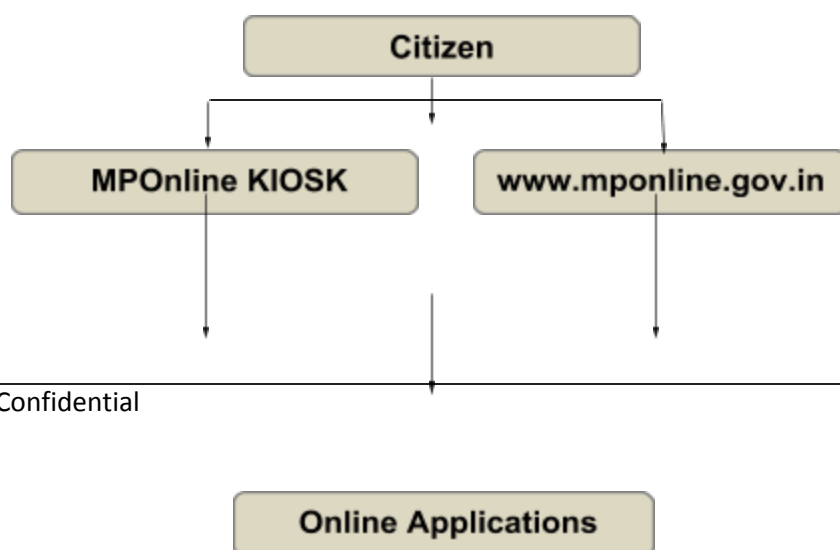 Citizen
MPOnline KIOSK
www.mponline.gov.in
Confidential
Online Applications